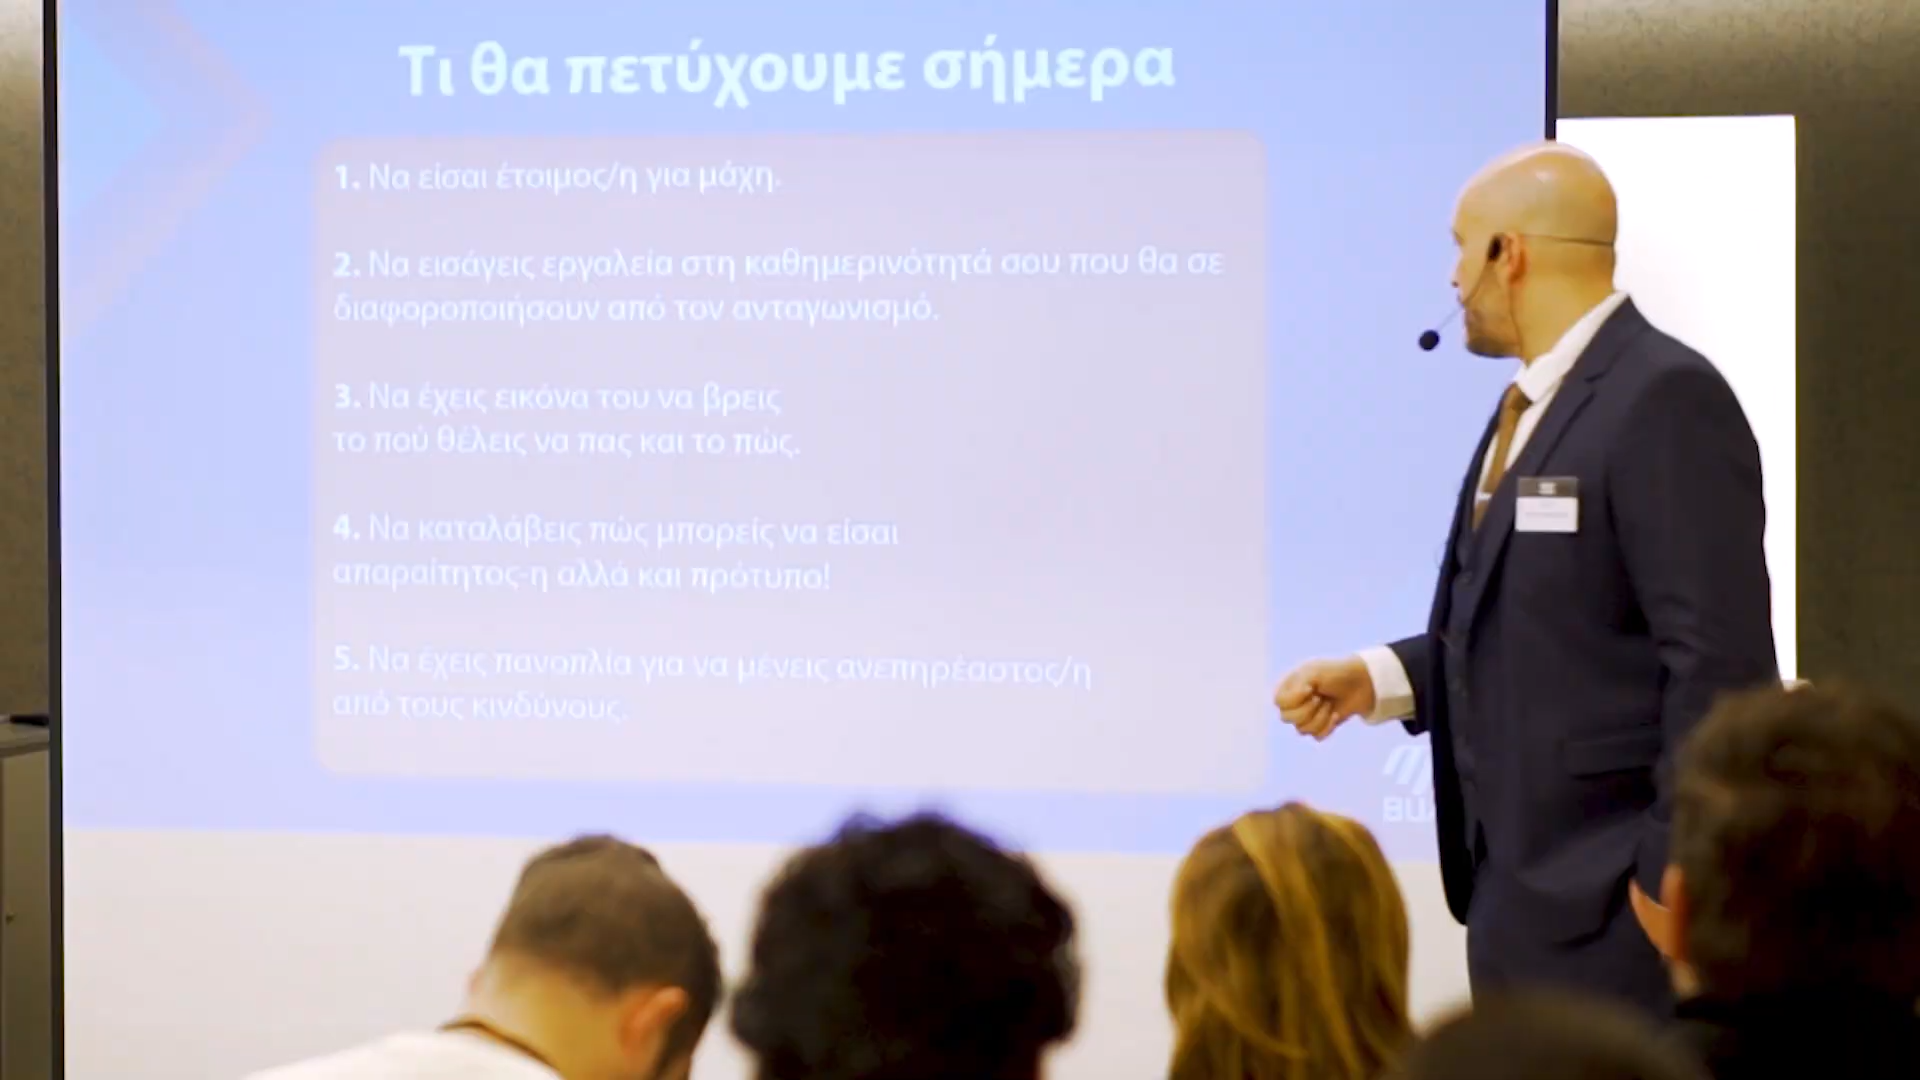 Τι θα πετύχουμε σήμερα
1. Να είσαι έτοιμος/η για μάχη.
2. Να εισάγεις εργαλεία στη καθημερινότητά σου που θα σε
διαφοροποιήσουν από τον ανταγωνισμό.
3. Να έχεις εικόνα του να βρεις
το πού θέλεις να πας και το πώς.
4. Να καταλάβεις πώς μπορείς να είσαι
απαραίτητος-η αλλά και πρότυπο!
5. Να έχεις πανοπλία για να μένεις ανεπηρέαστος/η
από τους κινδύνους.